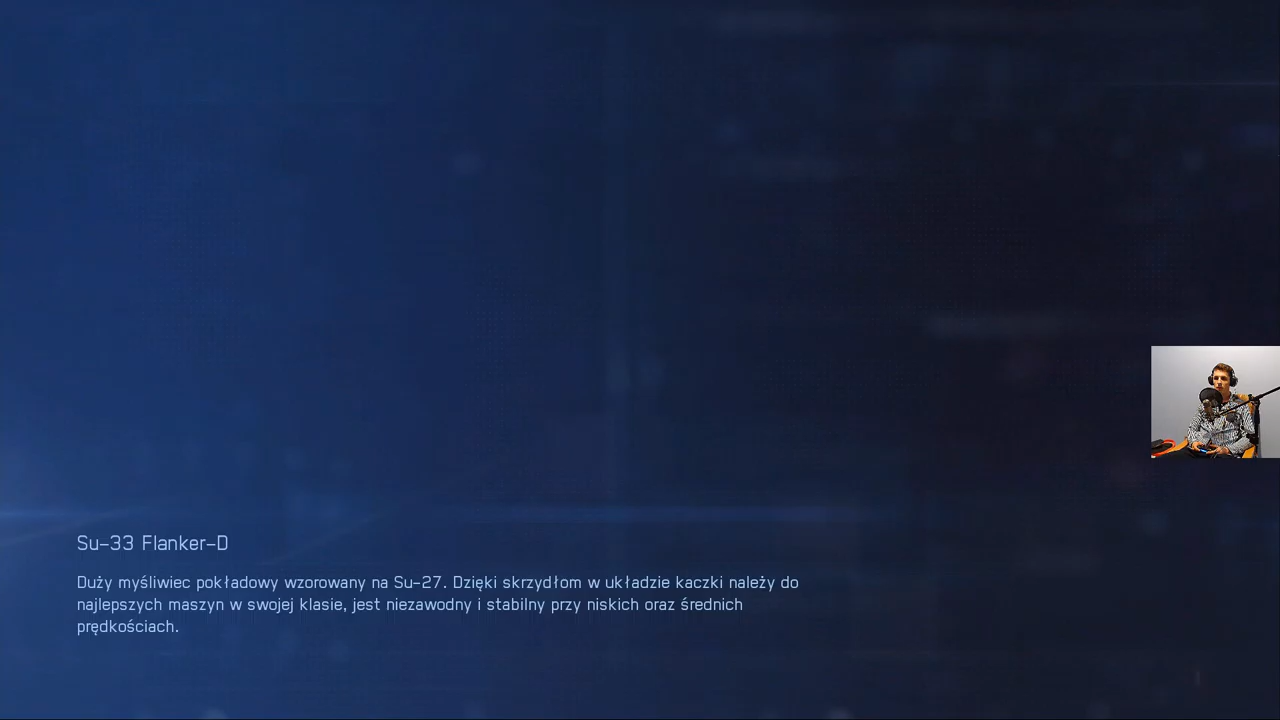 Su-33 Flanker-D
Duży myśliwiec pokładowy wzorowany na Su-27. Dzięki skrzydłom w układzie kaczki należy do
najlepszych maszyn w swojej klasie, jest niezawodny i stabilny przy niskich oraz średnich
prędkościach.